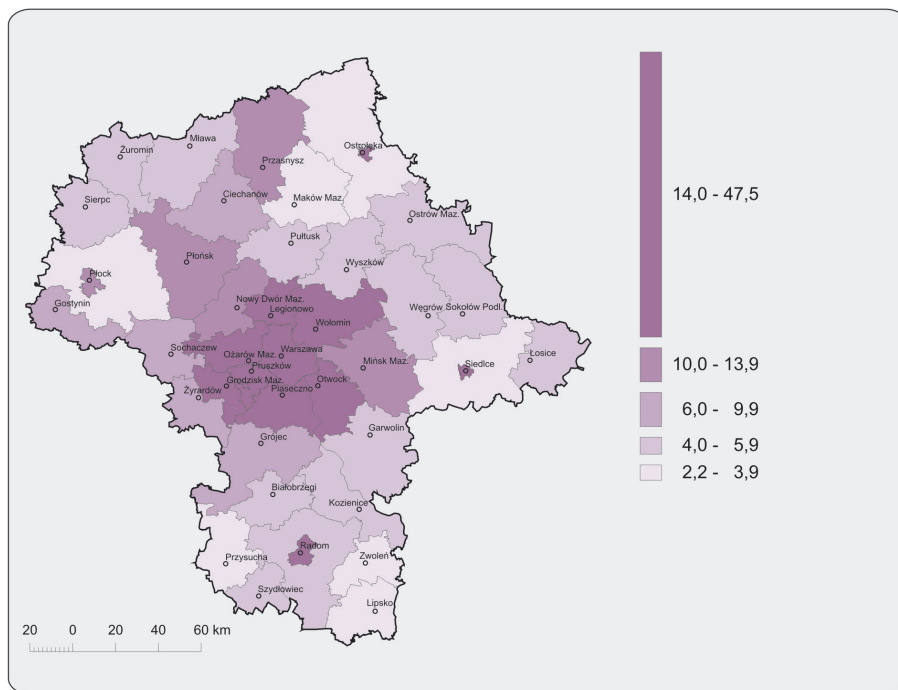 Mława
Żuromin
Ostrołęka
Przasnysz
Ciechanów
Maków Maz.
Sierpc
Ostrów Maz.
14,0 - 47,5
Pułtusk
Płońsk
Wyszków
Płock
Nowy Dwór Maz.
Gostynin
Legionowo
Węgrów
Sokołów Podl.
Wołomin
Sochaczew
Ożarów Maz.
Warszawa
Mińsk Maz.
Siedlce
Łosice
10,0 - 13,9
Pruszków
Grodzisk Maz.
Otwock
Żyrardów
Piaseczno
6,0 - 9,9
Garwolin
Grójec
4,0 - 5,9
2,2 - 3,9
Białobrzegi
Kozienice
Radom
Przysucha
Zwoleń
Szydłowiec
Lipsko
20 0 20 40 60 km